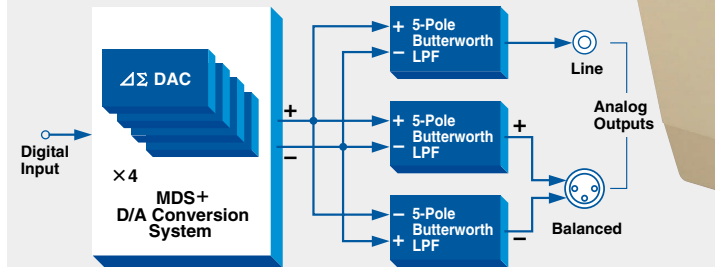 Digital
Input
ΔΣ DAC
×4
MDS+
D/A Conversion
System
+
−
+ 5-Pole
− Butterworth
LPF
+ 5-Pole
− Butterworth
LPF
− 5-Pole
Butterworth
+ LPF
+
−
Line
Analog
Outputs
Balanced